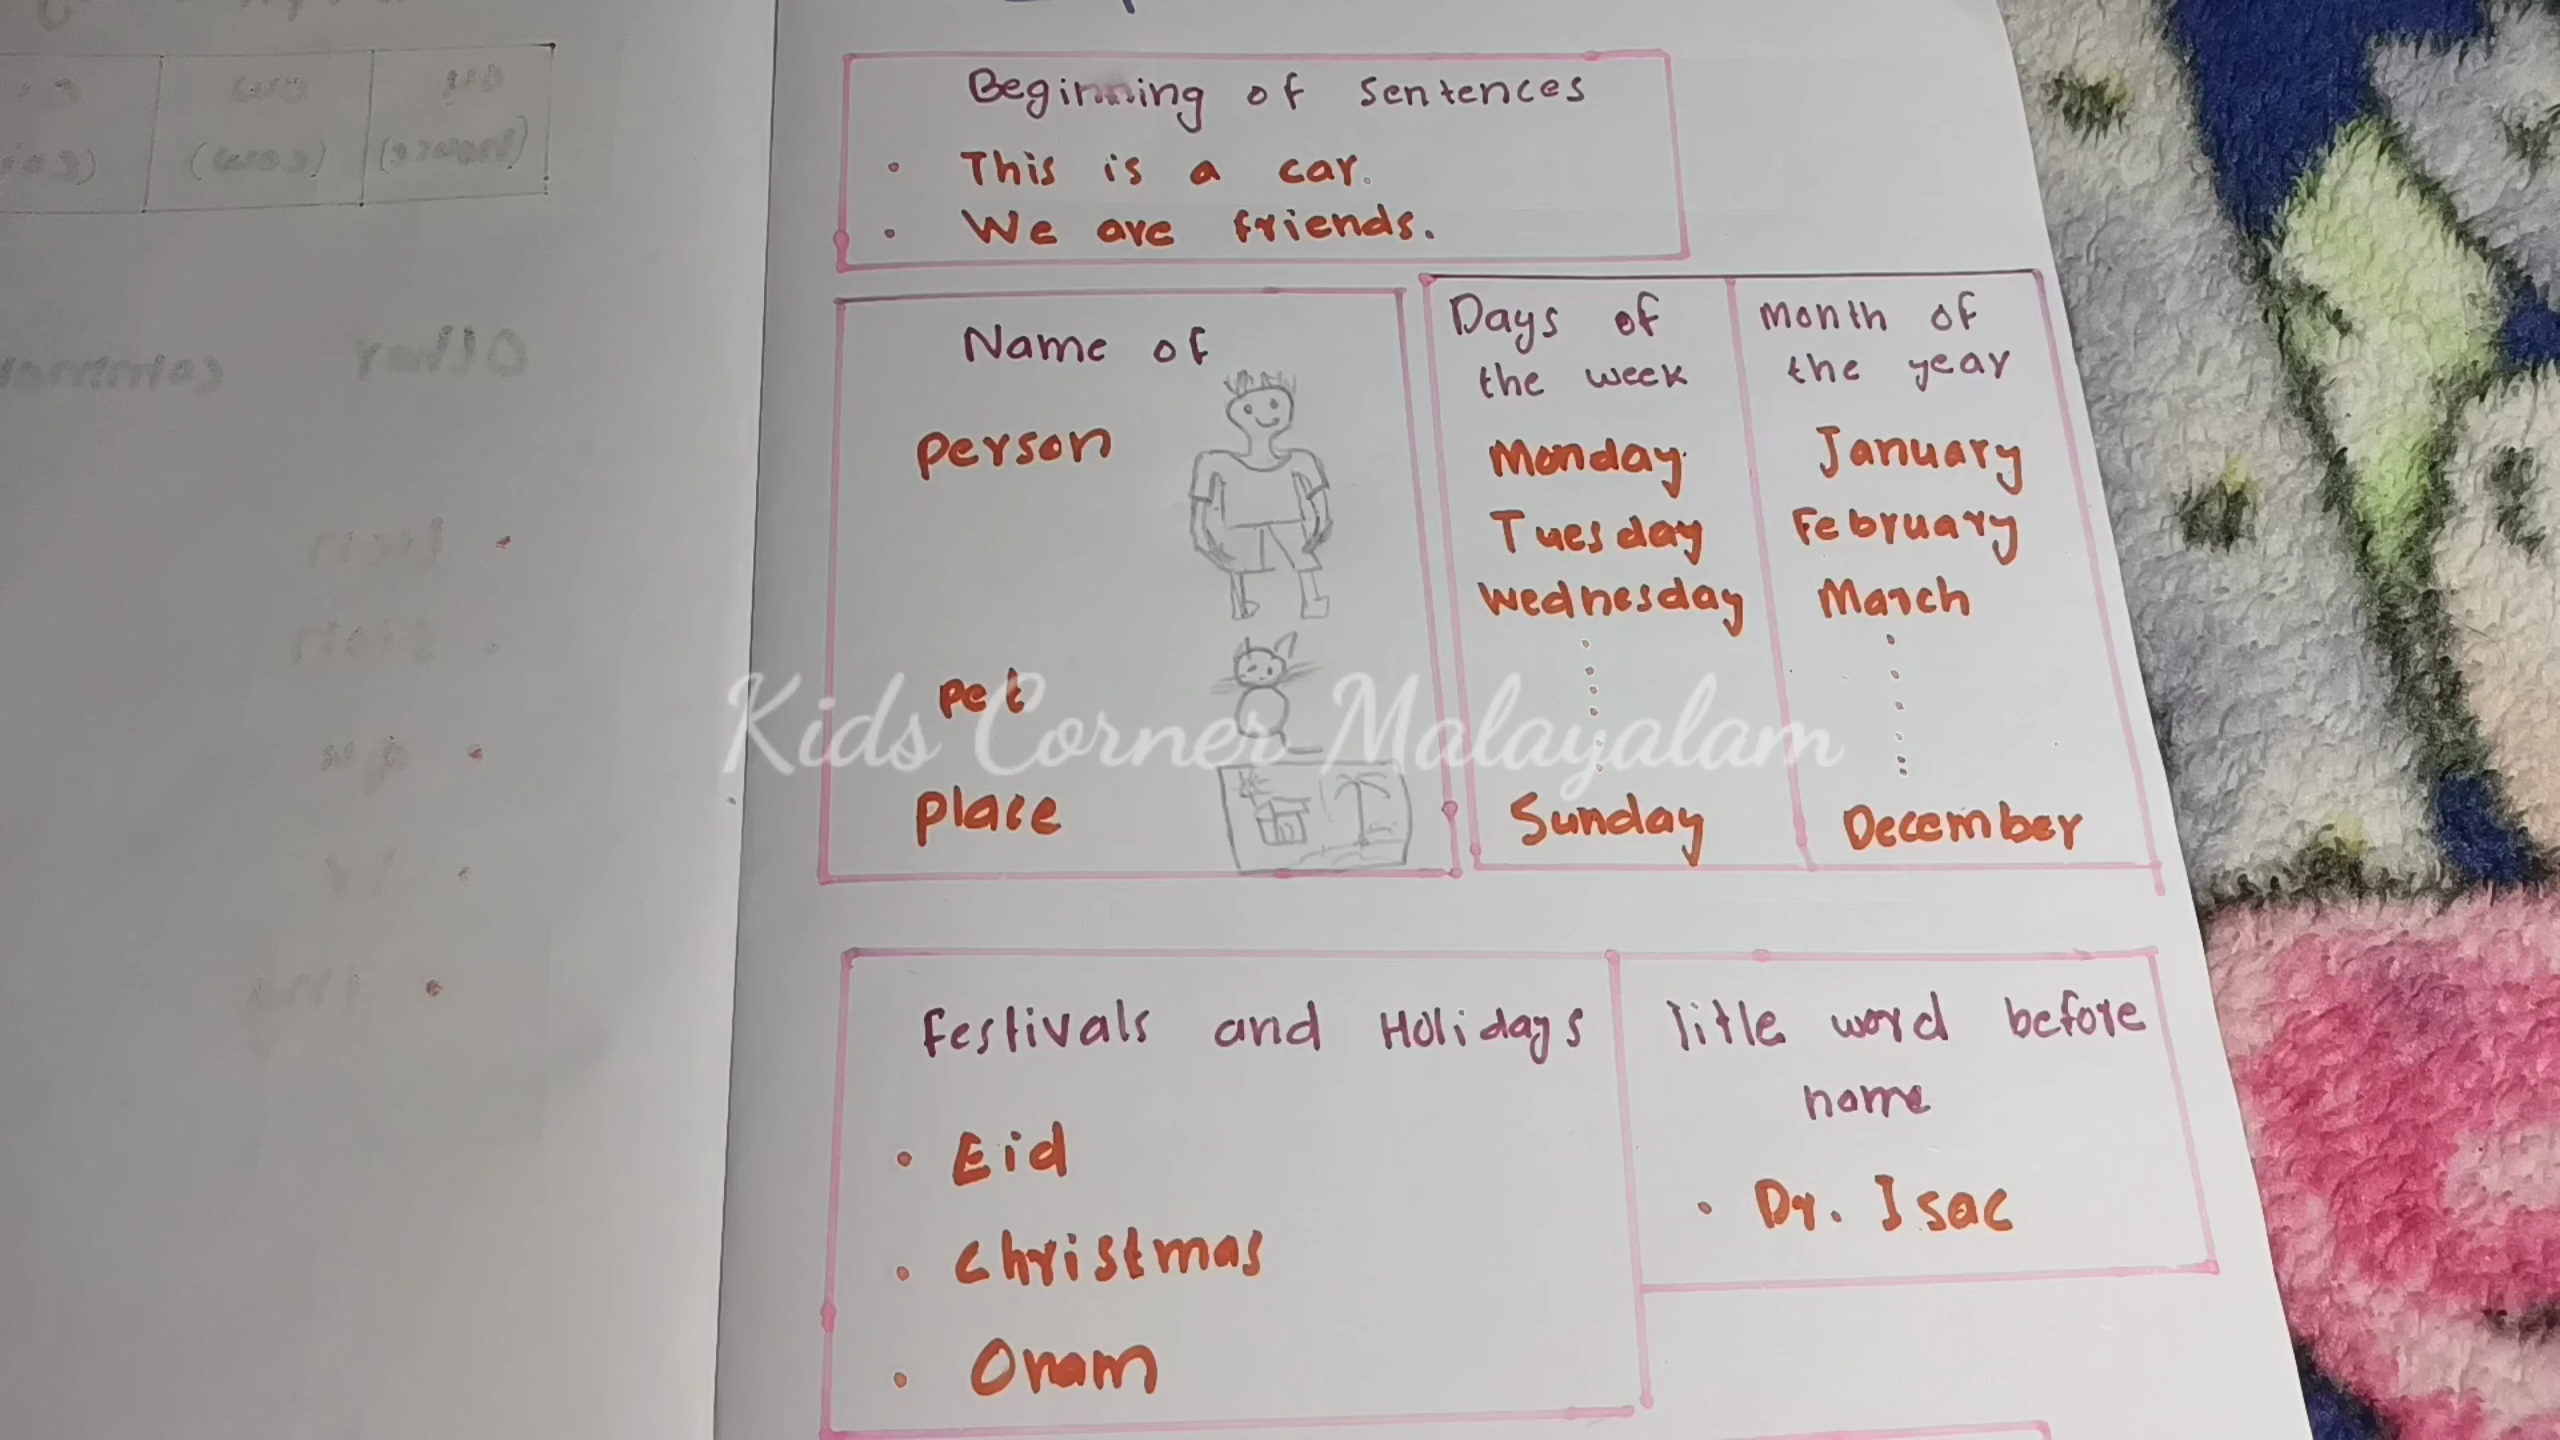 Beginning of sentences
• This is a car.
• We are friends.
Name of
person
pet
place
Days of
the week
Monday
Tuesday
Wednesday
Sunday
Month of
the year
January
February
March
December
Festivals and Holidays
• Eid
• Christmas
• Onam
Title word before
name
• Dr. Isac
Kids Corner Malayalam